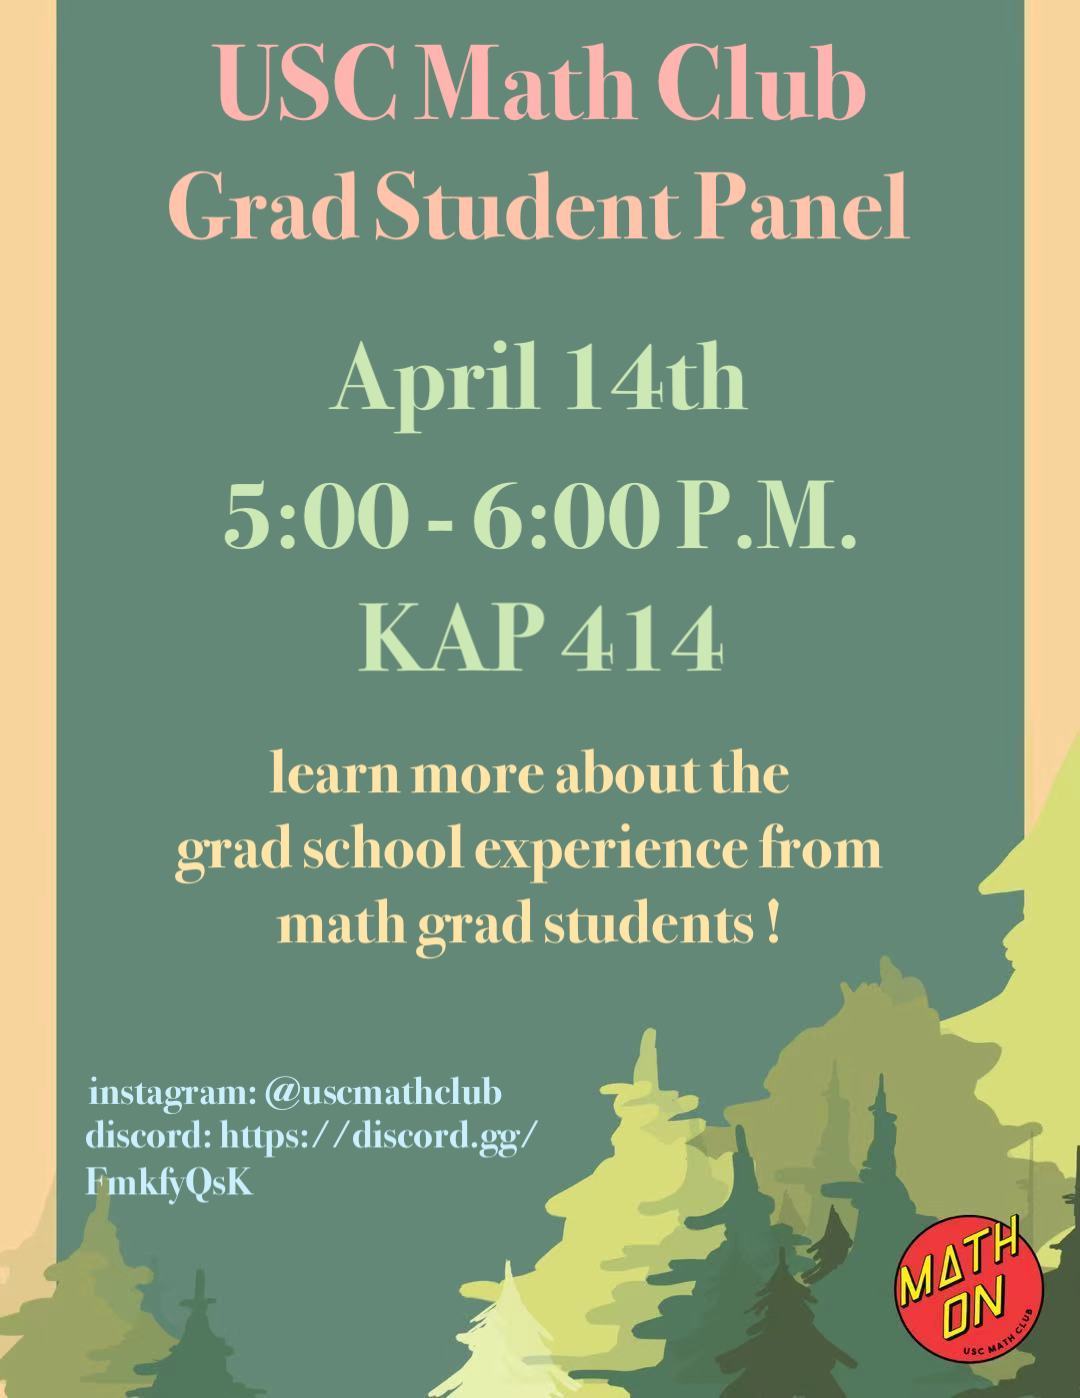 USC Math Club
Grad Student Panel
April 14th
5:00 - 6:00 P.M.
KAP 414
learn more about the
grad school experience from
math grad students !
instagram: @uscmathclub
discord: https://discord.gg/
FmkfyQsK
MATH
ON
USC MATH CLUB